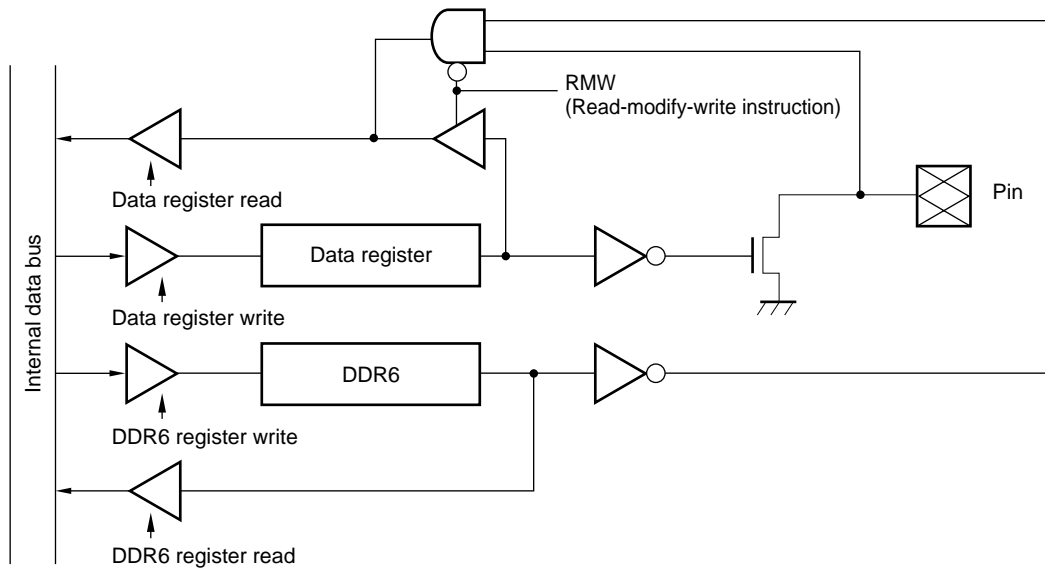 RMW
(Read-modify-write instruction)
Data register read
Pin
Data register
Data register write
Internal data bus
DDR6
DDR6 register write
DDR6 register read